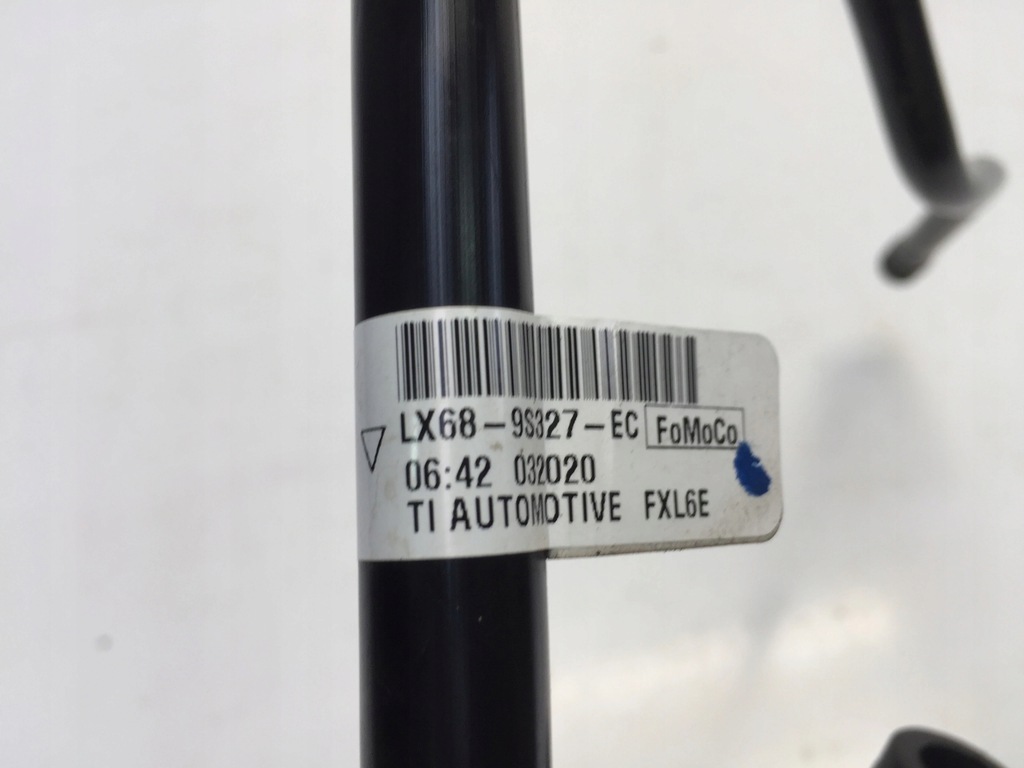 LX68-9S327-EC FoMoCo
06:42 032020
TI AUTOMOTIVE FXL6E